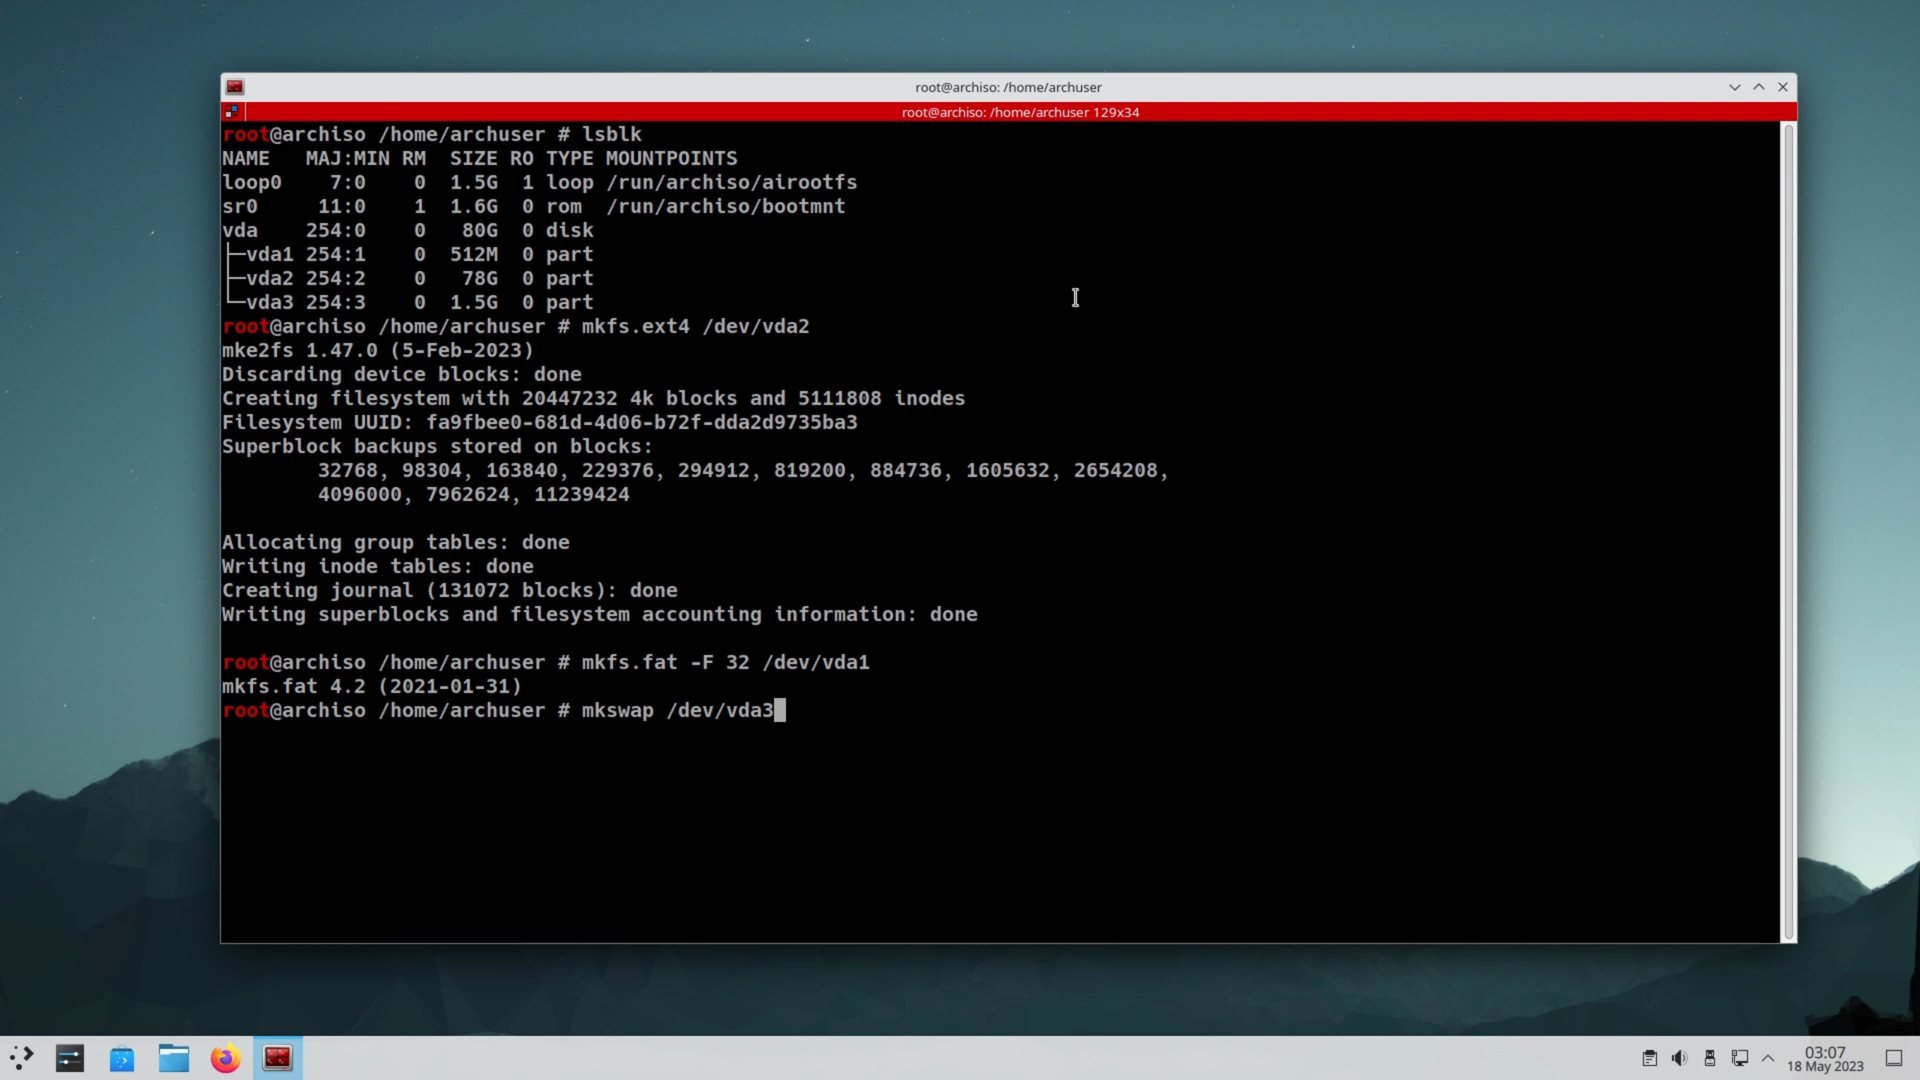 root@archiso: /home/archuser
root@archiso: /home/archuser 129x34
root@archiso /home/archuser # lsblk
NAME   MAJ:MIN RM   SIZE RO TYPE MOUNTPOINTS
loop0    7:0    0   1.5G  1 loop /run/archiso/airootfs
sr0     11:0    1   1.6G  0 rom  /run/archiso/bootmnt
vda    254:0    0    80G  0 disk
├─vda1 254:1    0   512M  0 part
├─vda2 254:2    0    78G  0 part
└─vda3 254:3    0   1.5G  0 part
root@archiso /home/archuser # mkfs.ext4 /dev/vda2
mke2fs 1.47.0 (5-Feb-2023)
Discarding device blocks: done
Creating filesystem with 20447232 4k blocks and 5111808 inodes
Filesystem UUID: fa9fbee0-681d-4d06-b72f-dda2d9735ba3
Superblock backups stored on blocks:
        32768, 98304, 163840, 229376, 294912, 819200, 884736, 1605632, 2654208,
        4096000, 7962624, 11239424
Allocating group tables: done
Writing inode tables: done
Creating journal (131072 blocks): done
Writing superblocks and filesystem accounting information: done
root@archiso /home/archuser # mkfs.fat -F 32 /dev/vda1
mkfs.fat 4.2 (2021-01-31)
root@archiso /home/archuser # mkswap /dev/vda3
03:07
18 May 2023